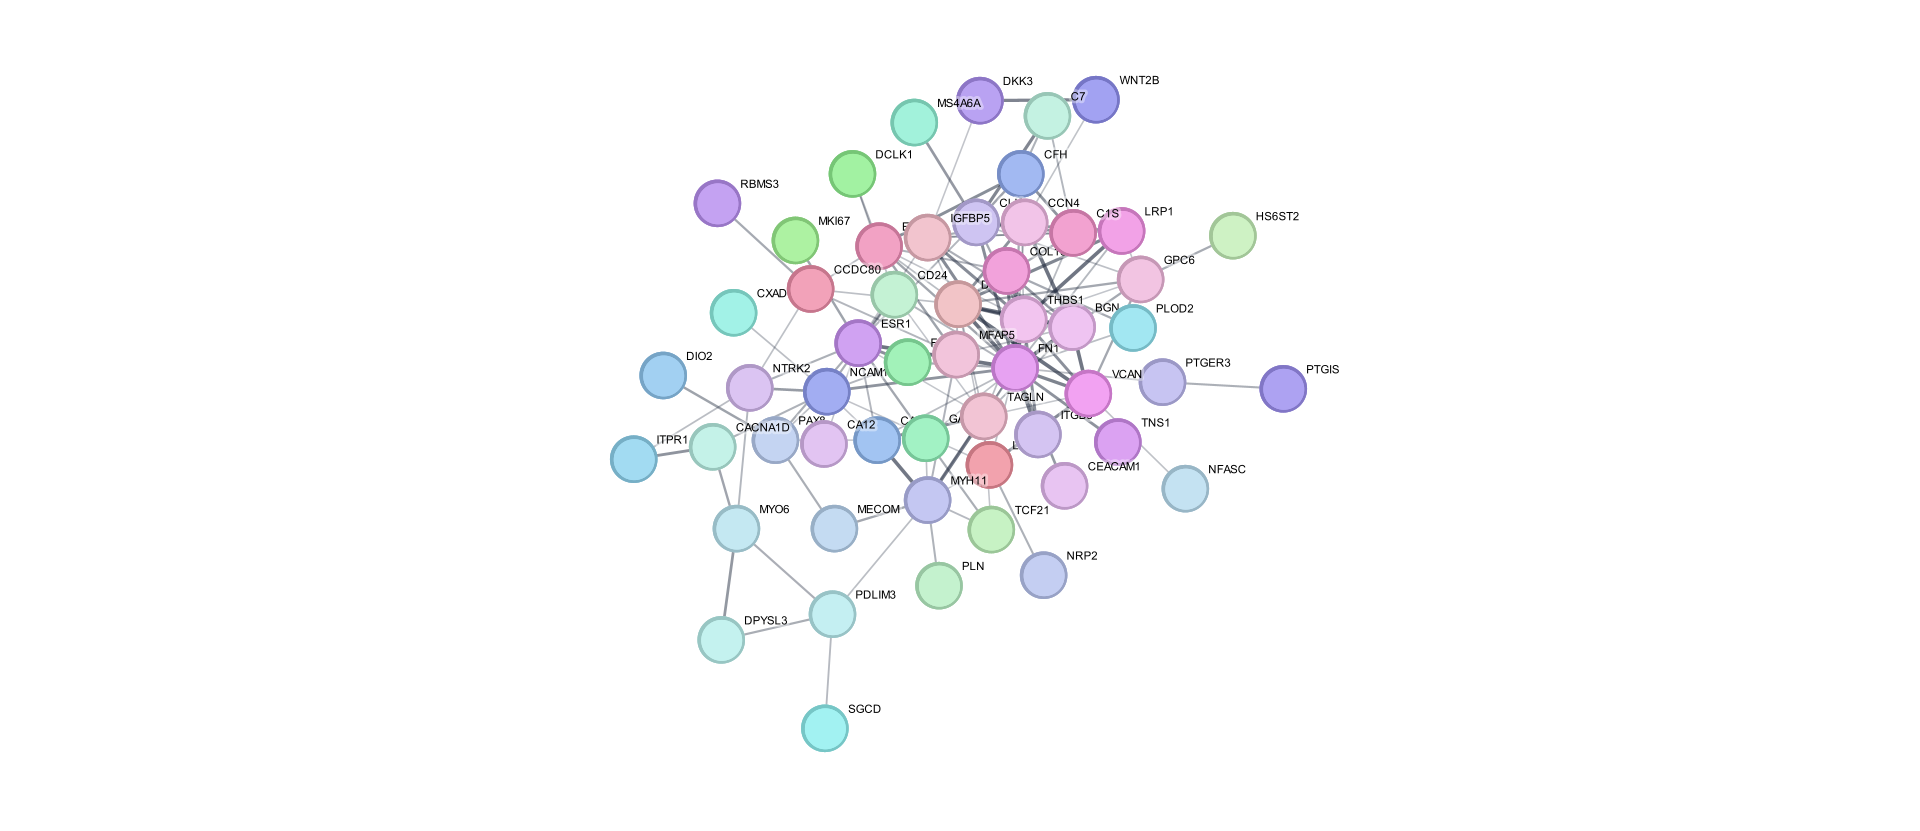 DKK3
WNT2B
C7
MS4A6A
DCLK1
CFH
RBMS3
IGFBP5
CCN4
C1S
LRP1
HS6ST2
MKI67
GPC6
CCDC80
CD24
CXAD
THBS1
BGN
PLOD2
ESR1
MFAP5
FN1
DIO2
NTRK2
NCAM1
VCAN
PTGER3
PTGIS
TAGLN
CACNA1D
PAX8
CA12
TNS1
ITPR1
CEACAM1
NFASC
MYH11
MYO6
MECOM
TCF21
NRP2
PLN
PDLIM3
DPYSL3
SGCD